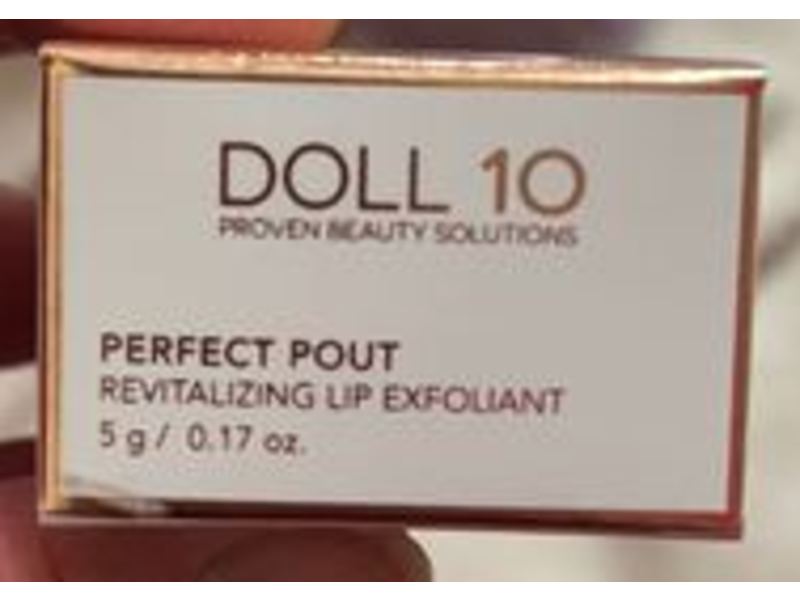 DOLL 10
PROVEN BEAUTY SOLUTIONS
PERFECT POUT
REVITALIZING LIP EXFOLIANT
5 g / 0.17 oz.